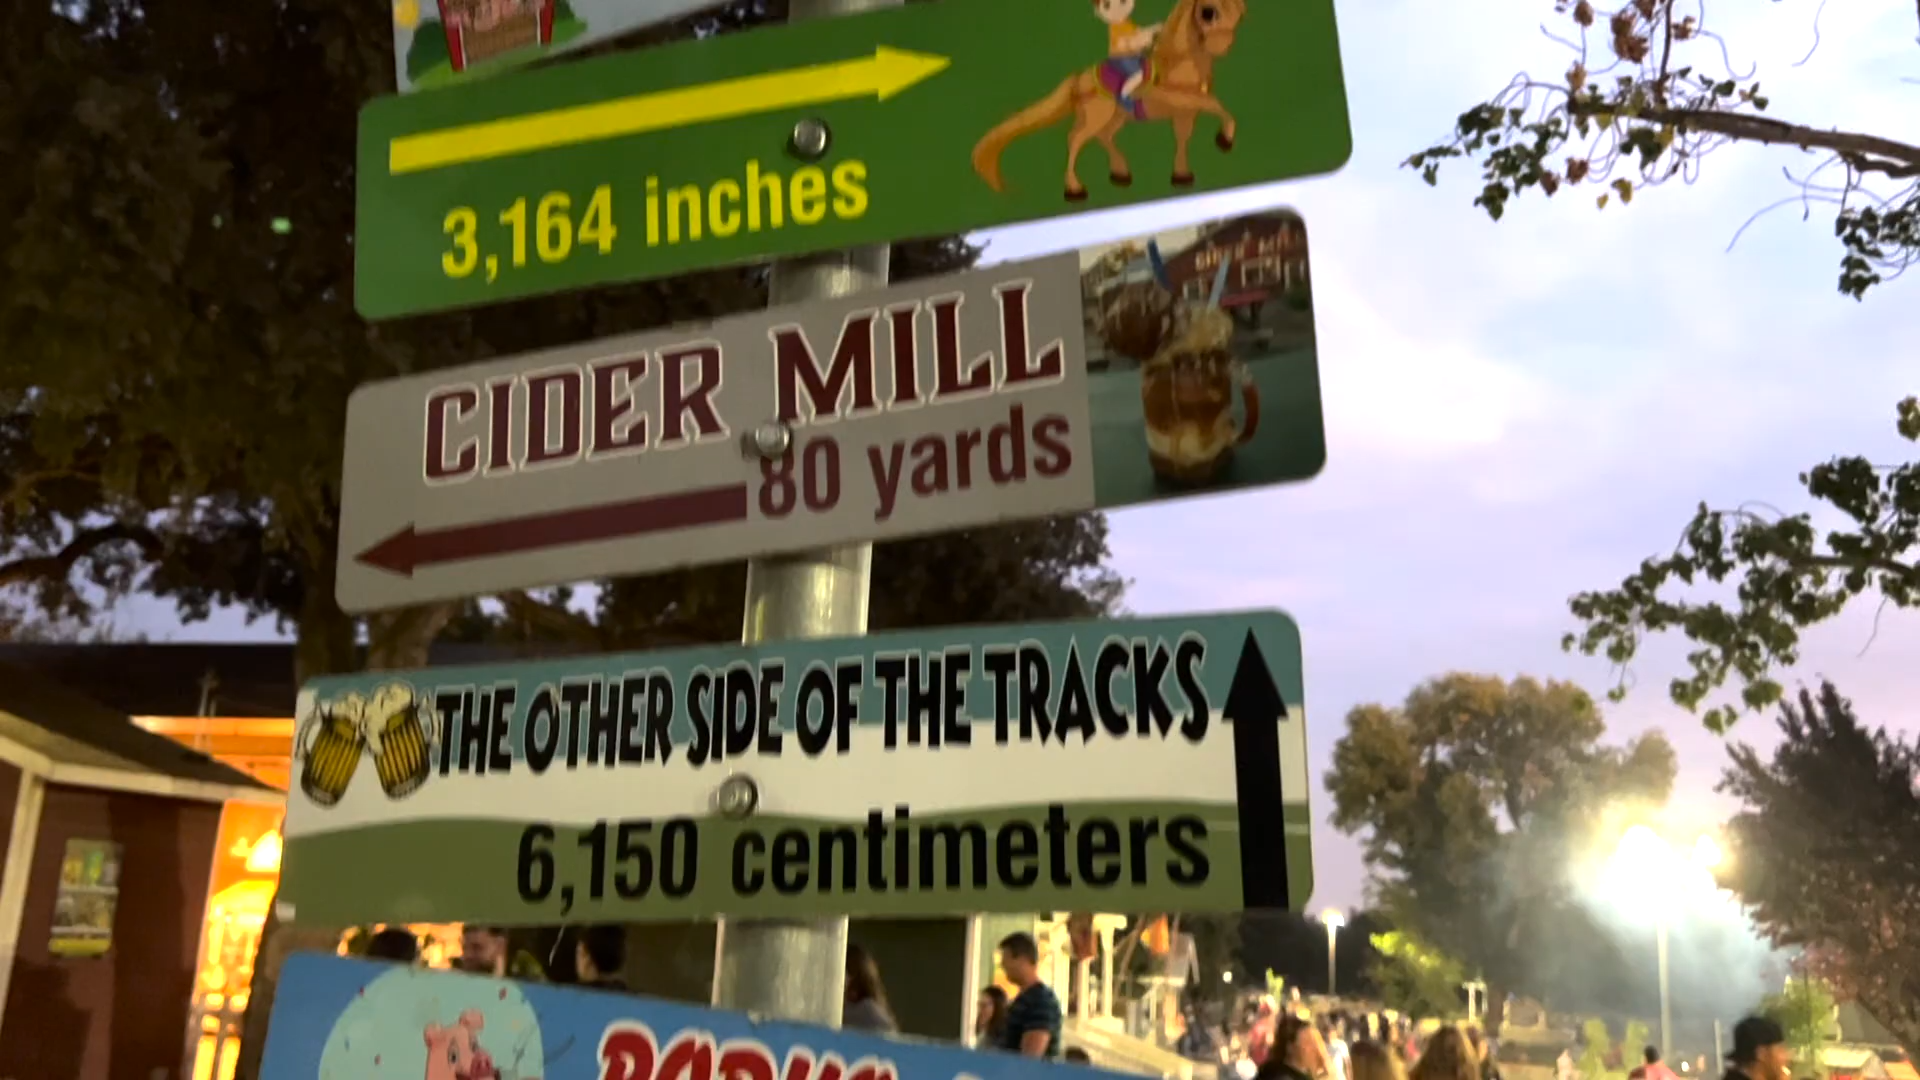 3,164 inches
CIDER MILL
80 yards
THE OTHER SIDE OF THE TRACKS
6,150 centimeters